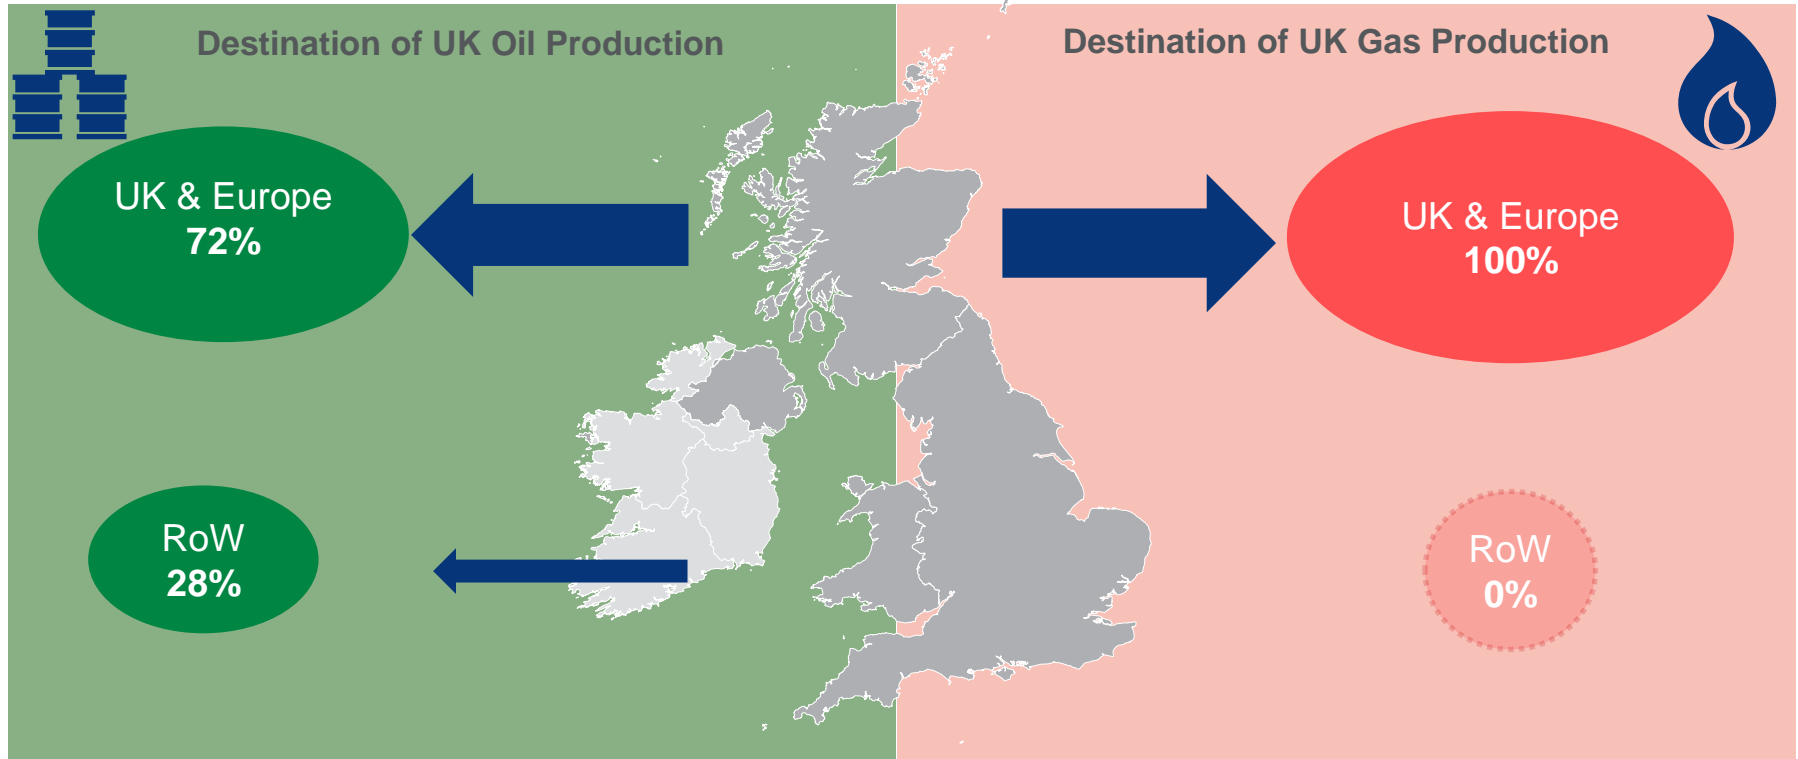 Destination of UK Oil Production
UK & Europe
72%
RoW
28%
Destination of UK Gas Production
UK & Europe
100%
RoW
0%